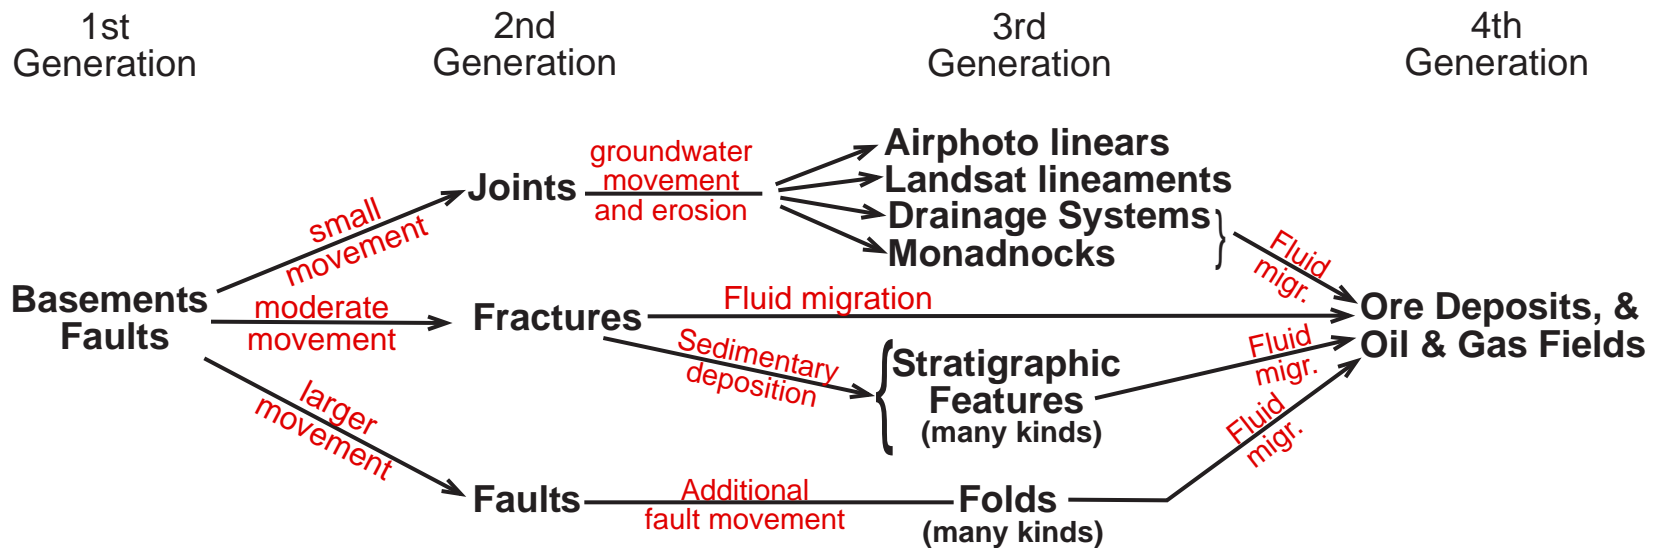 1st
Generation
2nd
Generation
3rd
Generation
4th
Generation
Basements
Faults
small
movement
moderate
movement
larger
movement
Joints
groundwater
movement
and erosion
Airphoto linears
Landsat lineaments
Drainage Systems
Monadnocks
Fluid
migr.
Fractures
Fluid migration
Sedimentary
deposition
Stratigraphic
Features
(many kinds)
Fluid
migr.
Faults
Additional
fault movement
Folds
(many kinds)
Fluid
migr.
Ore Deposits, &
Oil & Gas Fields